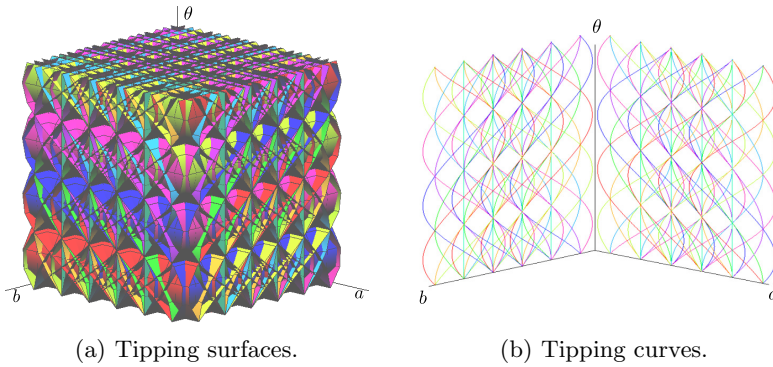 θ
b
a
(a) Tipping surfaces.
θ
b
a
(b) Tipping curves.